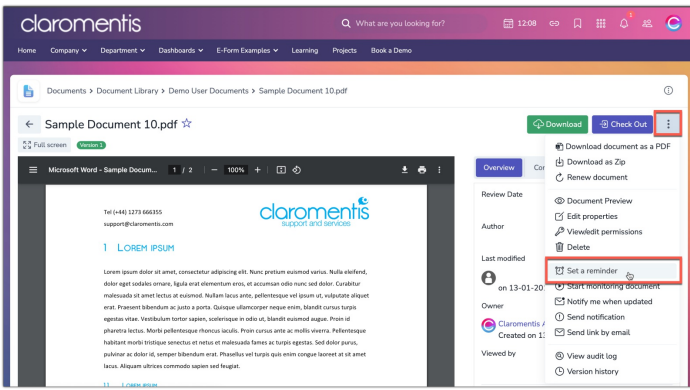 claromentis
What are you looking for?
12:08
1
Home Company Department Dashboards E-Form Examples Learning Projects Book a Demo
Documents > Document Library > Demo User Documents > Sample Document 10.pdf
Sample Document 10.pdf
Download
Check Out
Full screen Version 1
Microsoft Word - Sample Docum... 1 / 2 100%
Tel (+44) 1273 666355
support@claromentis.com
claromentis
support and services
1 LOREM IPSUM
Lorem ipsum dolor sit amet, consectetur adipiscing elit. Nunc pretium euismod varius. Nulla eleifend,
dolor eget sodales ornare, ligula erat elementum eros, et accumsan odio nunc sed dolor. Curabitur
malesuada sit amet lectus at euismod. Nullam lacus ante, pellentesque vel ipsum ut, vulputate aliquet
erat. Praesent bibendum ac justo a porta. Quisque ullamcorper neque enim, blandit cursus turpis
egestas vitae. Vestibulum tortor sapien, scelerisque in odio ut, blandit euismod augue. Proin id
pharetra lectus. Morbi pellentesque rhoncus iaculis. Proin cursus ante ac mollis viverra. Pellentesque
habitant morbi tristique senectus et netus et malesuada fames ac turpis egestas. Sed dolor purus,
pulvinar ac dolor id, semper bibendum erat. Phasellus vel turpis quis enim congue laoreet at sit amet
lacus. Aliquam ultrices commodo sapien sed feugiat.
1.1 LOREM IPSUM
Overview
Review Date
Author
Last modified
on 13-01-20
Owner
Claromentis A
Created on 13
Viewed by
Download document as a PDF
Download as Zip
Renew document
Document Preview
Edit properties
View/edit permissions
Delete
Set a reminder
Start monitoring document
Notify me when updated
Send notification
Send link by email
View audit log
Version history